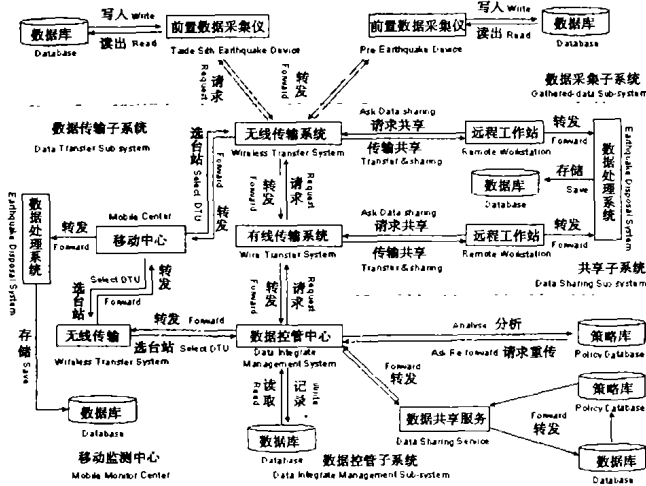 写入 Write
读出 Read
数据库
Database
前置数据采集仪
Earthquake Device
前置数据采集仪
Pre Earthquake Device
写入 Write
读出 Read
数据库
Database
请求
Request
转发
Forward
数据采集子系统
Gathered-data Sub-system
数据传输子系统
Data Transfer Sub-system
无线传输系统
Wireless Transfer System
Ask Data sharing
请求共享
传输共享
Transfer & sharing
远程工作站
Remote Workstation
转发
Forward
数据处理系统
Earthquake Disposal System
存储
Save
数据库
Database
选台站
Select DTU
转发
Forward
转发
Forward
请求
Request
数据处理系统
Earthquake Disposal System
转发
Forward
Mobile Center
移动中心
有线传输系统
Wire Transfer System
Ask Data sharing
请求共享
传输共享
Transfer & sharing
远程工作站
Remote Workstation
转发
Forward
共享子系统
Data Sharing Sub-system
选台站
Select DTU
转发
Forward
转发
Forward
请求
Request
无线传输
Wireless Transfer System
转发 Forward
选台站 Select DTU
数据控管中心
Data Integrate
Management System
Analyse 分析
Ask Re forward 请求重传
策略库
Policy Database
存储
Save
读取
Read
记录
Write
Forward
转发
数据共享服务
Data Sharing Service
策略库
Policy Database
Forward
转发
数据库
Database
数据库
Database
数据库
Database
移动监测中心
Mobile Monitor Center
数据控管子系统
Data Integrate Management Sub-system